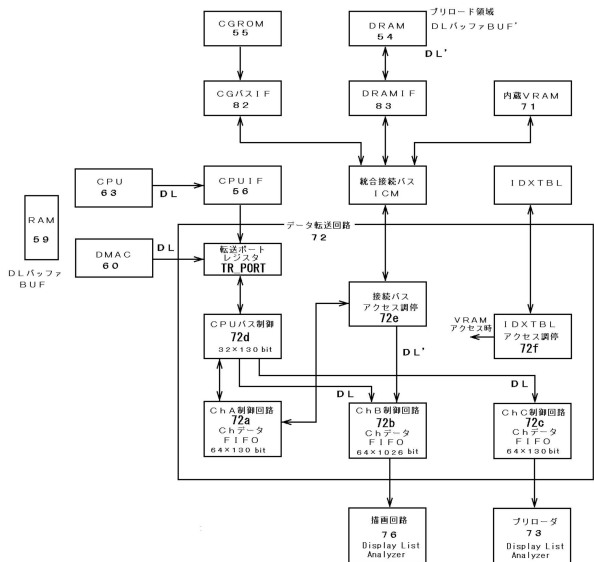 プリロード領域
CGROM
55
DRAM
54
DLバッファBUF'
DL'
CGバスIF
82
DRAMIF
83
内蔵VRAM
71
CPU
63
DL
CPUIF
56
統合接続バス
ICM
IDXTBL
RAM
59
DLバッファ
BUF
DMAC
60
DL
データ転送回路
72
転送ポート
レジスタ
TR_PORT
接続バス
アクセス調停
72e
VRAM
アクセス時
IDXTBL
アクセス調停
72f
CPUバス制御
72d
32×130 bit
DL'
DL
DL
ChA制御回路
72a
Chデータ
FIFO
64×130 bit
ChB制御回路
72b
Chデータ
FIFO
64×1026 bit
ChC制御回路
72c
Chデータ
FIFO
64×130 bit
描画回路
76
Display List
Analyzer
プリローダ
73
Display List
Analyzer